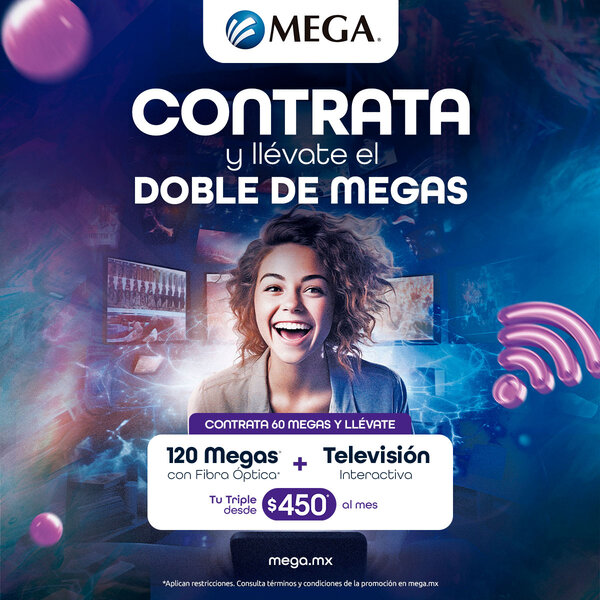 MEGA®
CONTRATA
y llévate el
DOBLE DE MEGAS
CONTRATA 60 MEGAS Y LLÉVATE
120 Megas*
con Fibra Óptica*
+
Televisión
Interactiva
Tu Triple
desde
$450*
al mes
mega.mx
*Aplican restricciones. Consulta términos y condiciones de la promoción en mega.mx